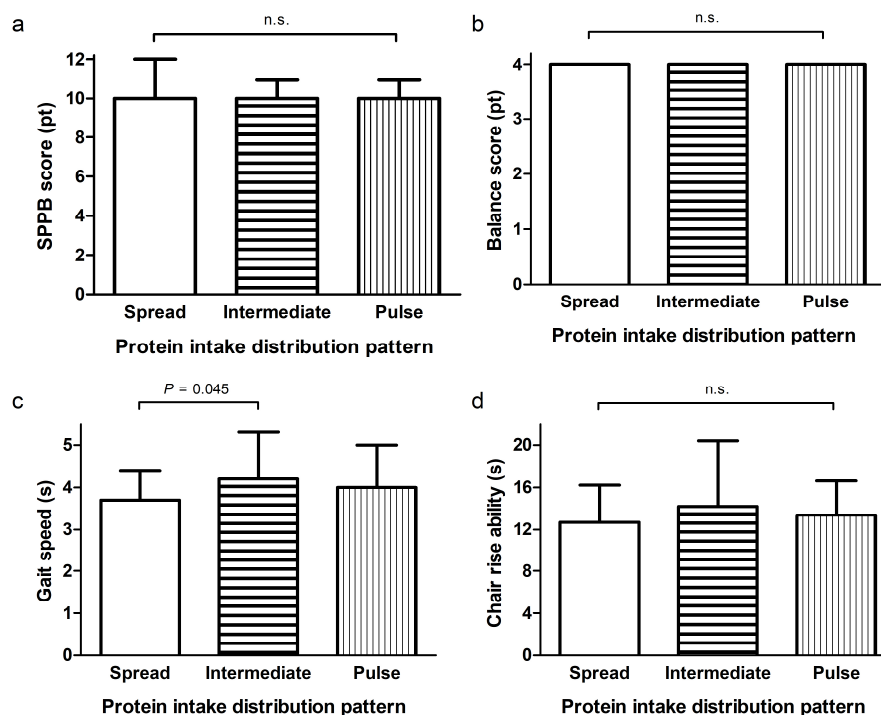 a
n.s.
SPPB score (pt)
12
10
8
6
4
2
0
Spread Intermediate Pulse
Protein intake distribution pattern
b
n.s.
Balance score (pt)
4
2
0
Spread Intermediate Pulse
Protein intake distribution pattern
c
P = 0.045
Gait speed (s)
5
4
3
2
1
0
Spread Intermediate Pulse
Protein intake distribution pattern
d
n.s.
Chair rise ability (s)
20
16
12
8
4
0
Spread Intermediate Pulse
Protein intake distribution pattern